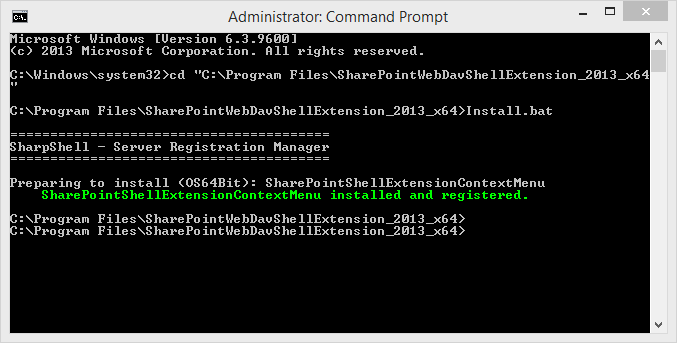 Administrator: Command Prompt
C:\.
Microsoft Windows [Version 6.3.9600]
(c) 2013 Microsoft Corporation. All rights reserved.
C:\Windows\system32>cd "C:\Program Files\SharePointWebDavShellExtension_2013_x64
"
C:\Program Files\SharePointWebDavShellExtension_2013_x64>Install.bat
========================================
SharpShell - Server Registration Manager
========================================
Preparing to install (OS64Bit): SharePointShellExtensionContextMenu
SharePointShellExtensionContextMenu installed and registered.
C:\Program Files\SharePointWebDavShellExtension_2013_x64>
C:\Program Files\SharePointWebDavShellExtension_2013_x64>